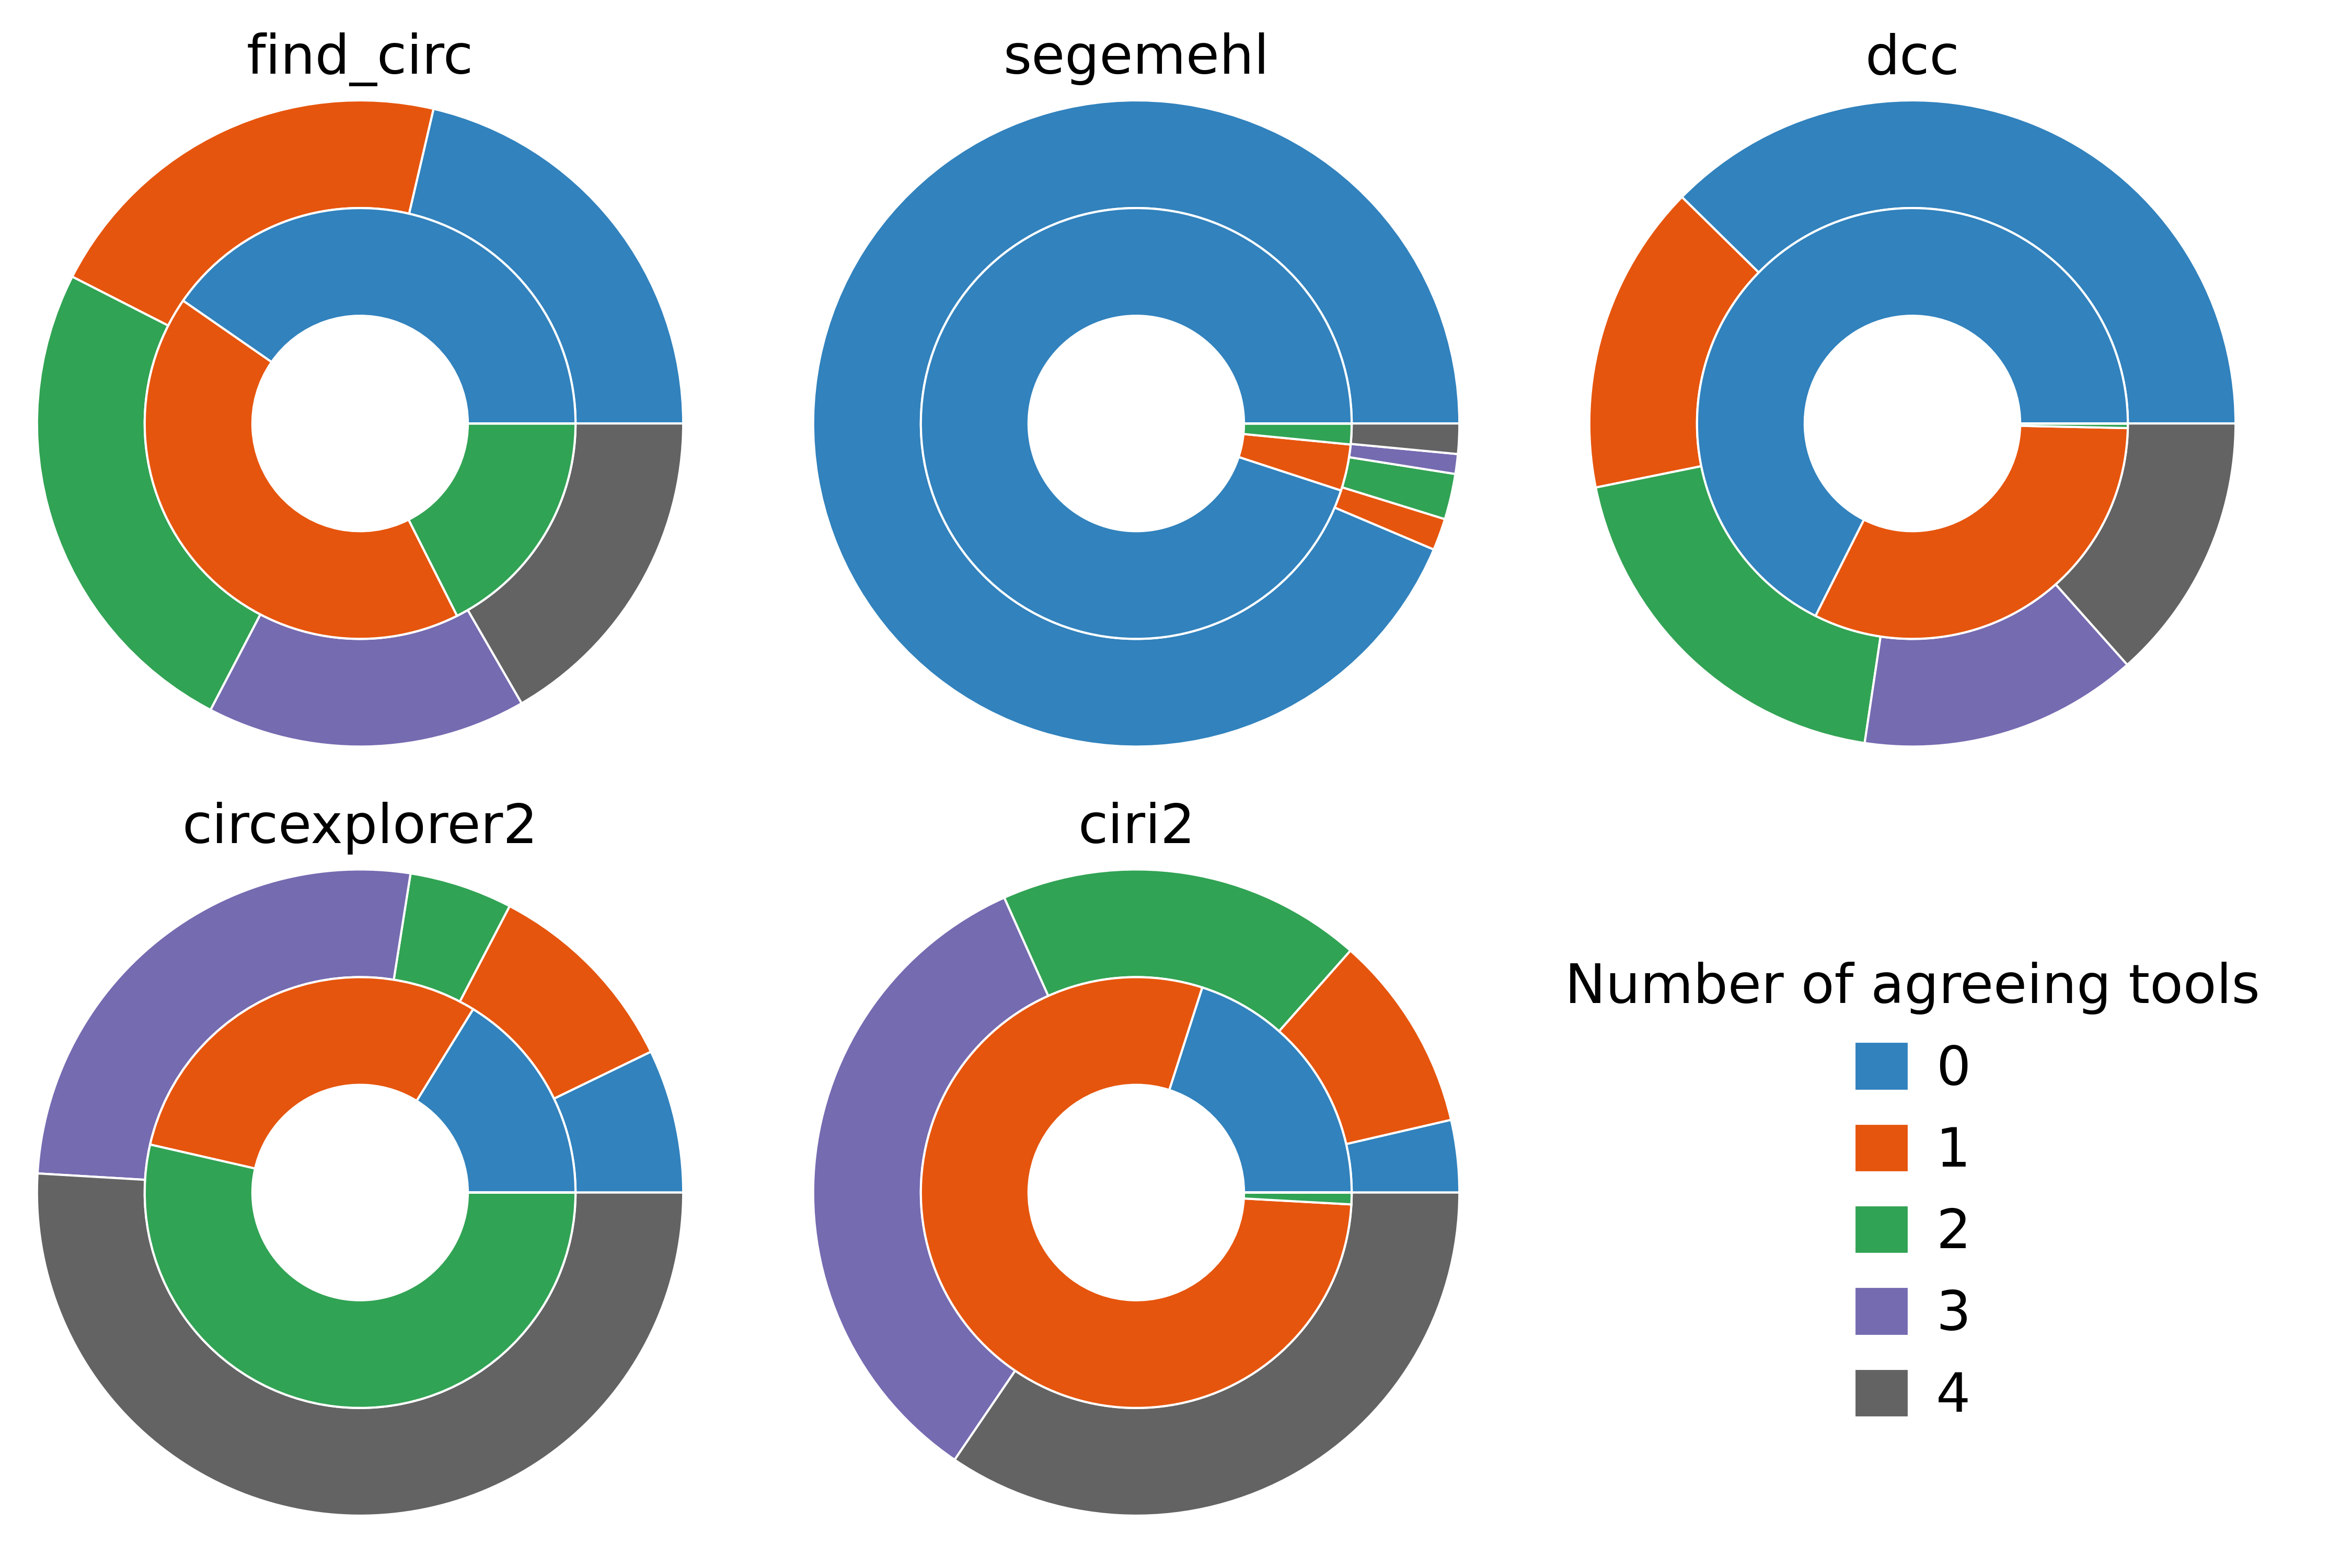 find_circ
segemehl
dcc
circexplorer2
ciri2
Number of agreeing tools
0
1
2
3
4